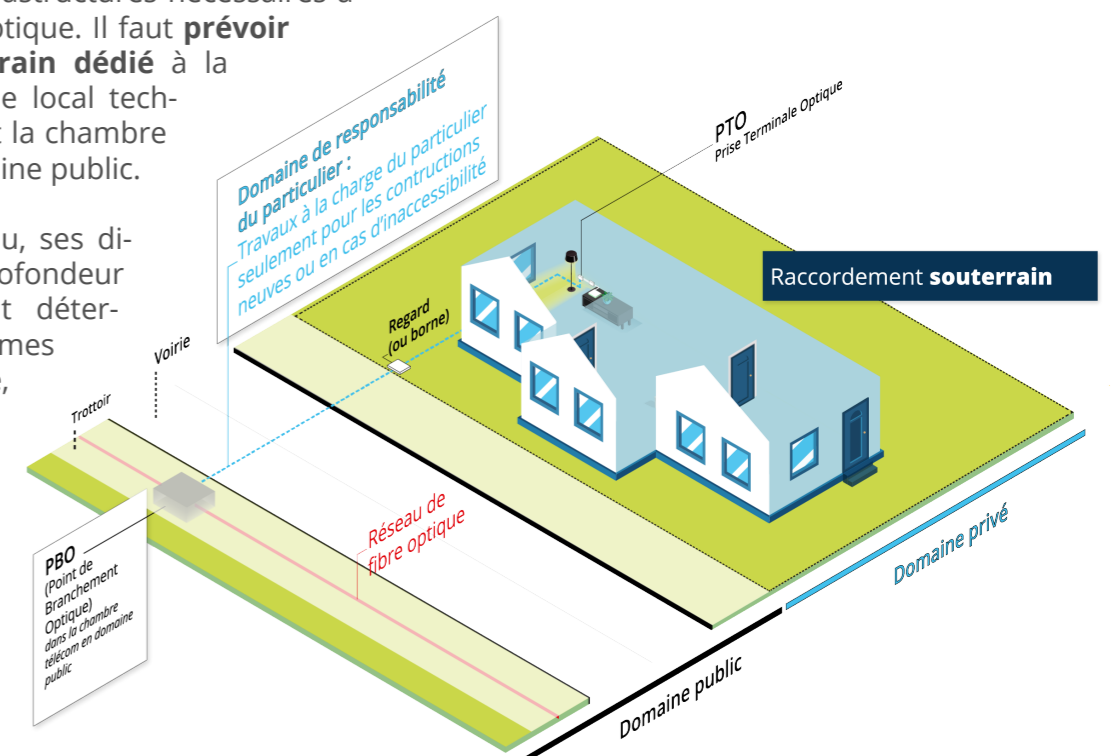 astructures nécessaires à
ptique. Il faut prévoir
rain dédié à la
e local tech-
t la chambre
ine public.
u, ses di-
ofondeur
t déter-
mes
Domaine de responsabilité
du particulier :
Travaux à la charge du particulier
seulement pour les contructions
neuves ou en cas d'inaccessibilité
PTO
Prise Terminale Optique
Raccordement souterrain
Regard
(ou borne)
Voirie
Trottoir
PBO
(Point de
Branchement
Optique)
dans la chambre
télécom en domaine
public
Réseau de
fibre optique
Domaine privé
Domaine public